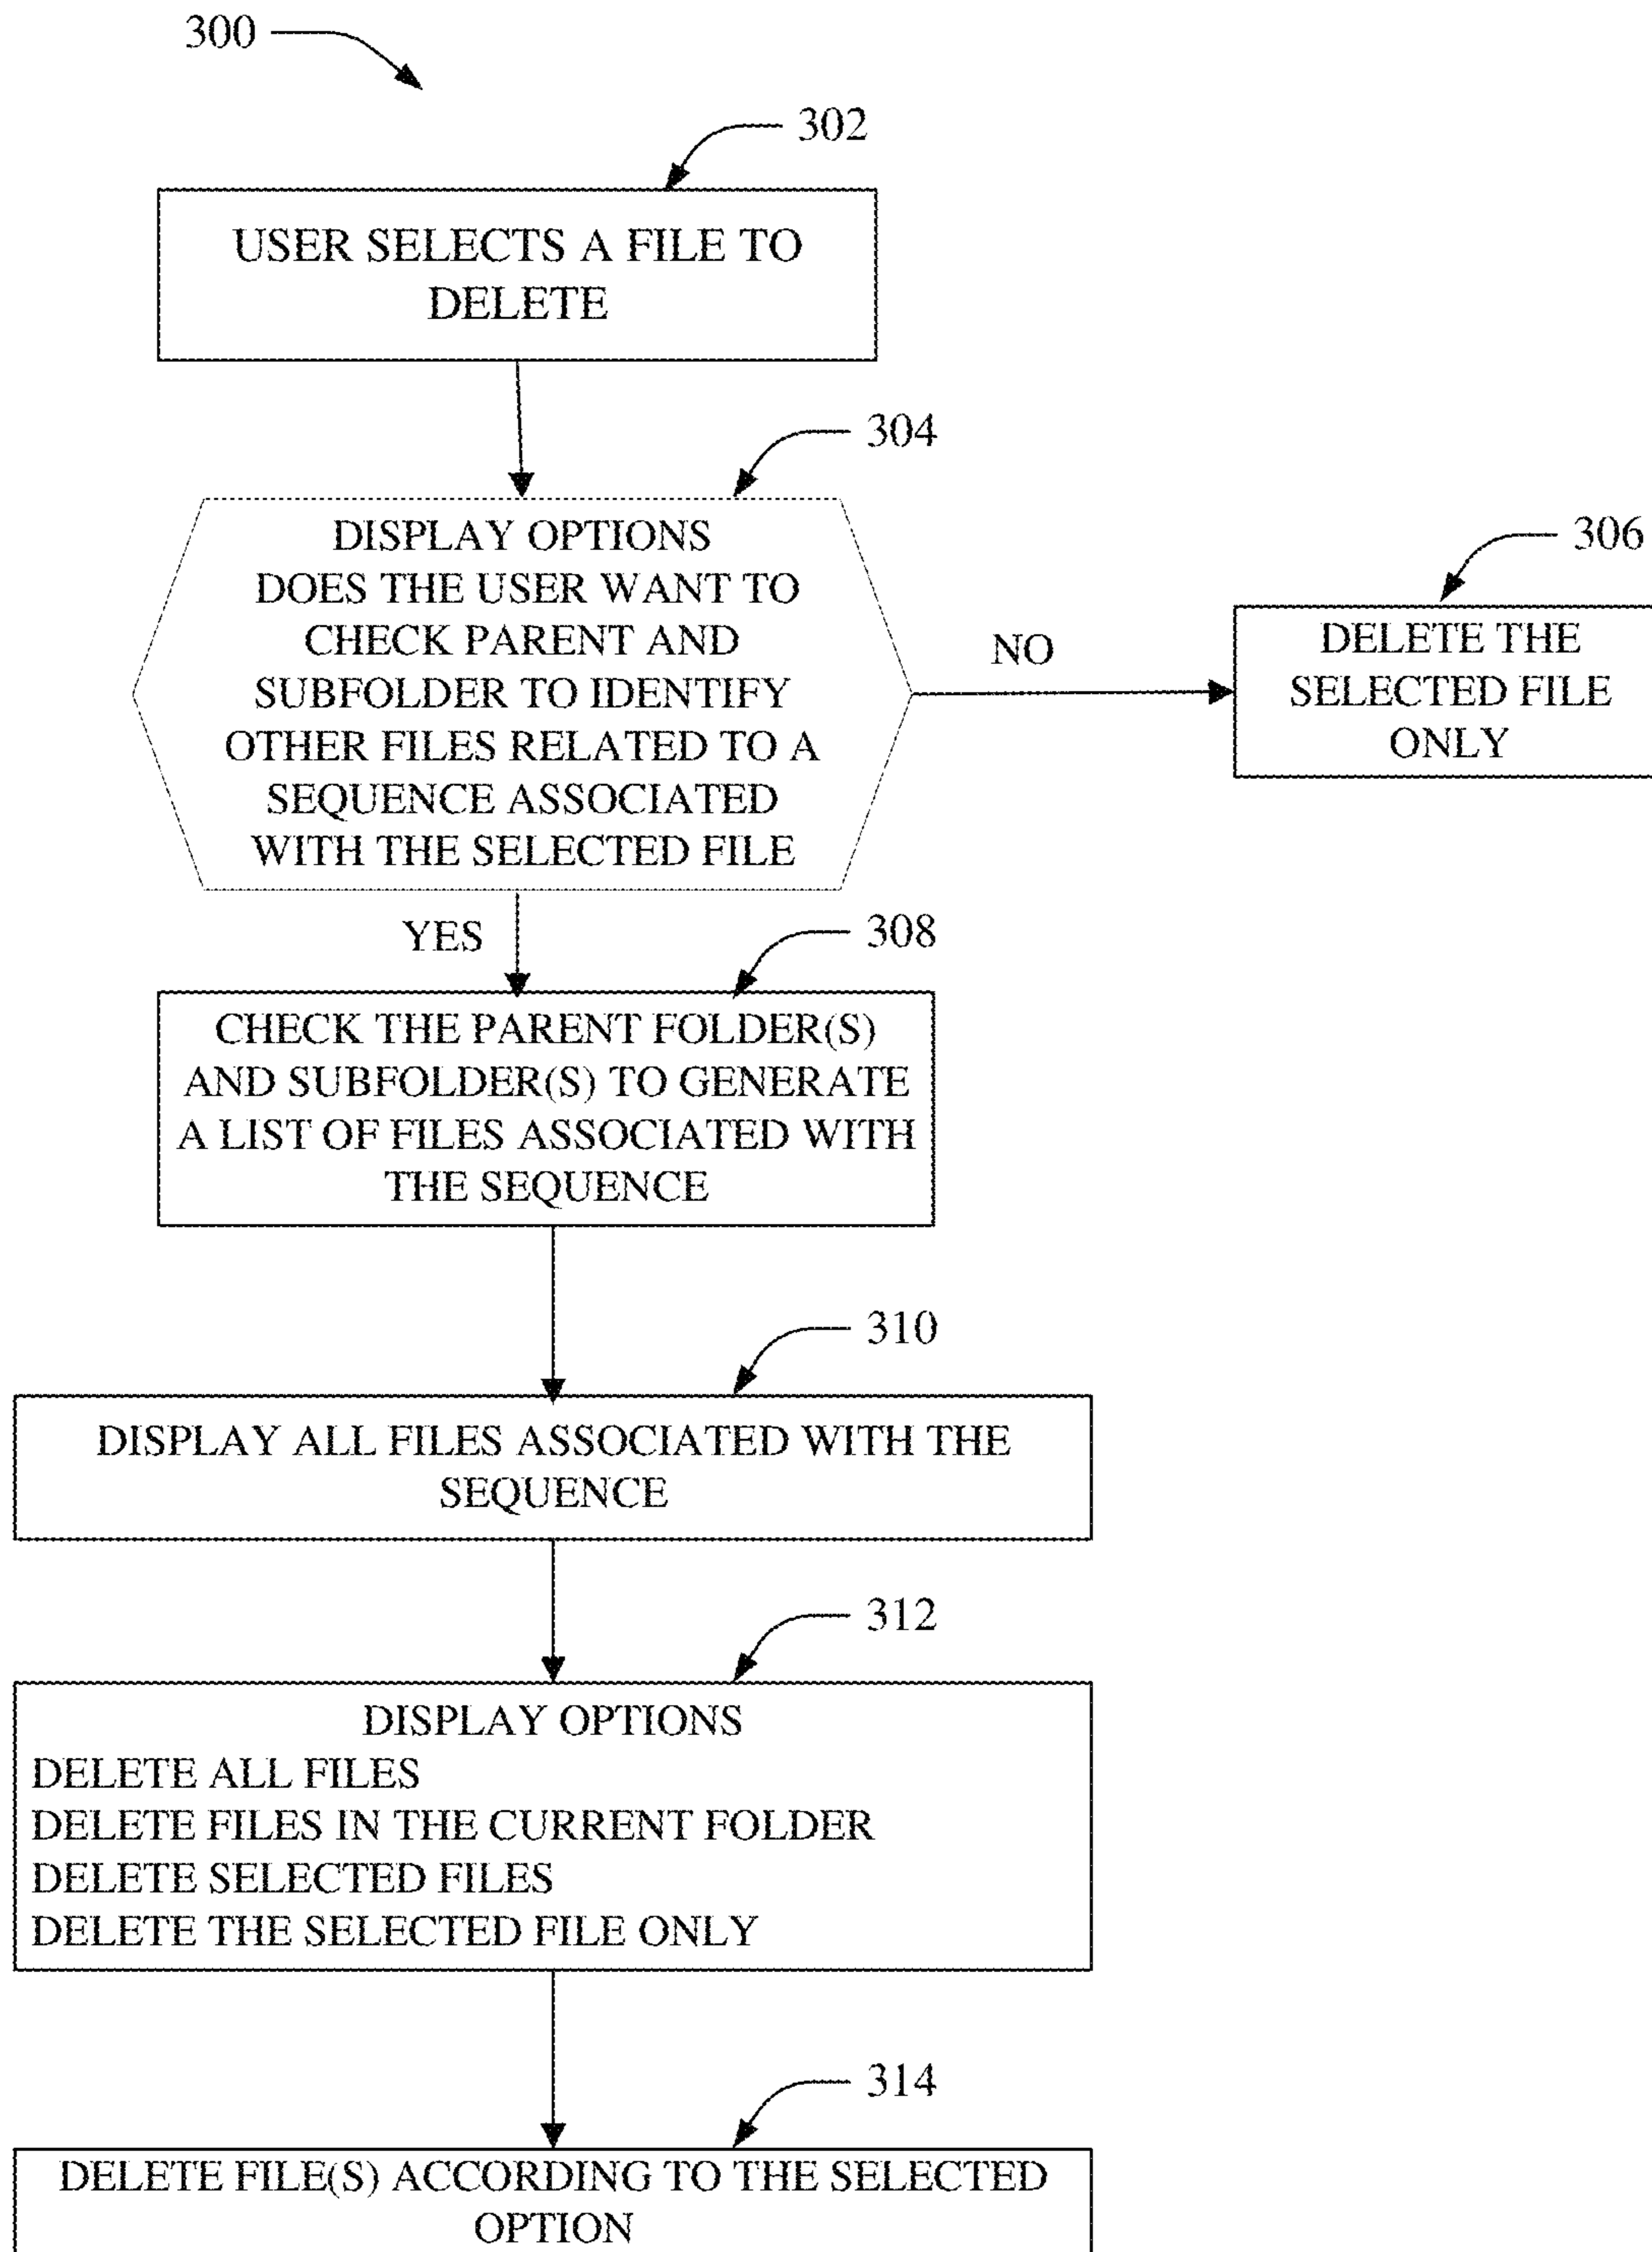 300
302
USER SELECTS A FILE TO
DELETE
304
DISPLAY OPTIONS
DOES THE USER WANT TO
CHECK PARENT AND
SUBFOLDER TO IDENTIFY
OTHER FILES RELATED TO A
SEQUENCE ASSOCIATED
WITH THE SELECTED FILE
NO
306
DELETE THE
SELECTED FILE
ONLY
YES
308
CHECK THE PARENT FOLDER(S)
AND SUBFOLDER(S) TO GENERATE
A LIST OF FILES ASSOCIATED WITH
THE SEQUENCE
310
DISPLAY ALL FILES ASSOCIATED WITH THE
SEQUENCE
312
DISPLAY OPTIONS
DELETE ALL FILES
DELETE FILES IN THE CURRENT FOLDER
DELETE SELECTED FILES
DELETE THE SELECTED FILE ONLY
314
DELETE FILE(S) ACCORDING TO THE SELECTED
OPTION